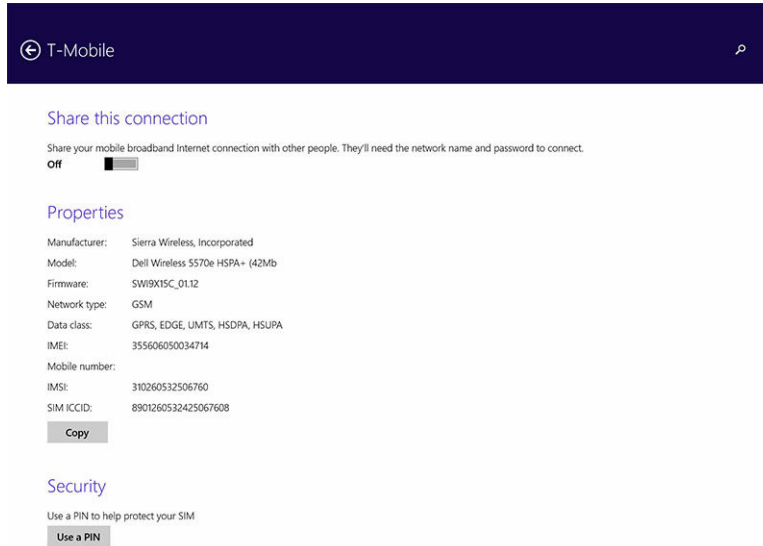 T-Mobile
Share this connection
Share your mobile broadband Internet connection with other people. They'll need the network name and password to connect.
Off
Properties
Manufacturer: Sierra Wireless, Incorporated
Model: Dell Wireless 5570e HSPA+ (42Mb
Firmware: SWI9X15C_01.12
Network type: GSM
Data class: GPRS, EDGE, UMTS, HSDPA, HSUPA
IMEI: 355606050034714
Mobile number:
IMSI: 310260532506760
SIM ICCID: 8901260532425067608
Copy
Security
Use a PIN to help protect your SIM
Use a PIN